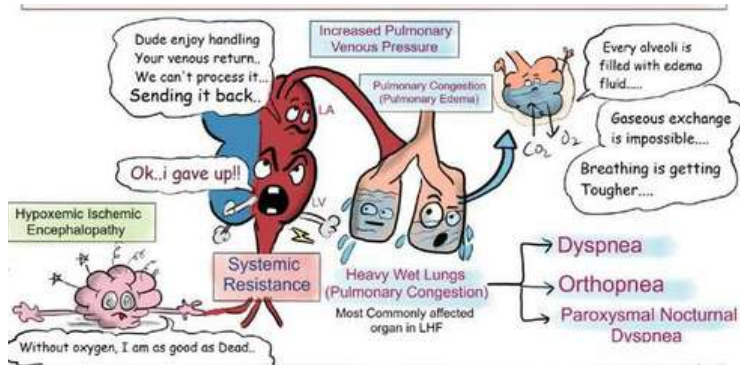 Dude enjoy handling
Your venous return..
We can't process it...
Sending it back..
LA
Increased Pulmonary
Venous Pressure
Pulmonary Congestion
(Pulmonary Edema)
CO2
O2
Every alveoli is
filled with edema
fluid.....
Gaseous exchange
is impossible....
Breathing is getting
Tougher....
Ok..i gave up!!
LV
Hypoxemic Ischemic
Encephalopathy
Systemic
Resistance
Heavy Wet Lungs
(Pulmonary Congestion)
Most Commonly affected
organ in LHF
Dyspnea
Orthopnea
Paroxysmal Nocturnal
Dyspnea
Without oxygen, I am as good as Dead..